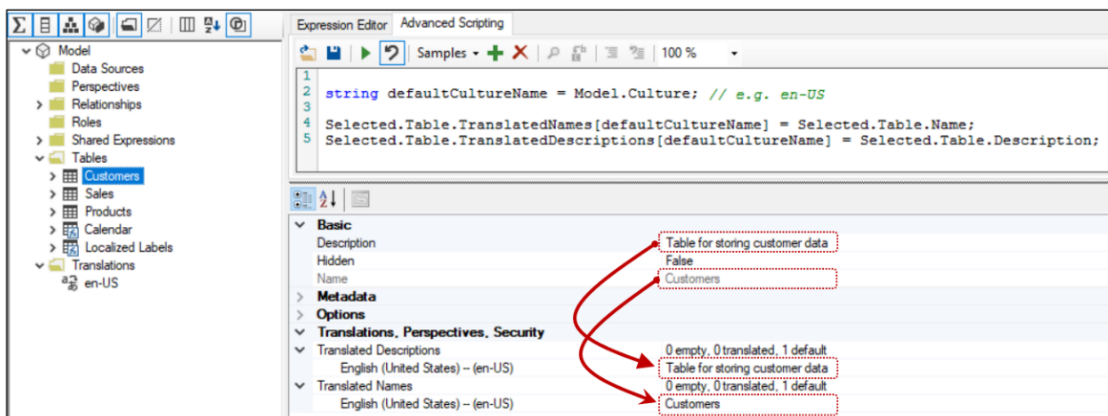 Model
Data Sources
Perspectives
Relationships
Roles
Shared Expressions
Tables
Customers
Sales
Products
Calendar
Localized Labels
Translations
en-US
Expression Editor Advanced Scripting
Samples 100 %
1
2 string defaultCultureName = Model.Culture; // e.g. en-US
3
4 Selected.Table.TranslatedNames[defaultCultureName] = Selected.Table.Name;
5 Selected.Table.TranslatedDescriptions[defaultCultureName] = Selected.Table.Description;
Basic
Description Table for storing customer data
Hidden False
Name Customers
Metadata
Options
Translations, Perspectives, Security
Translated Descriptions 0 empty, 0 translated, 1 default
English (United States) -- (en-US) Table for storing customer data
Translated Names 0 empty, 0 translated, 1 default
English (United States) -- (en-US) Customers